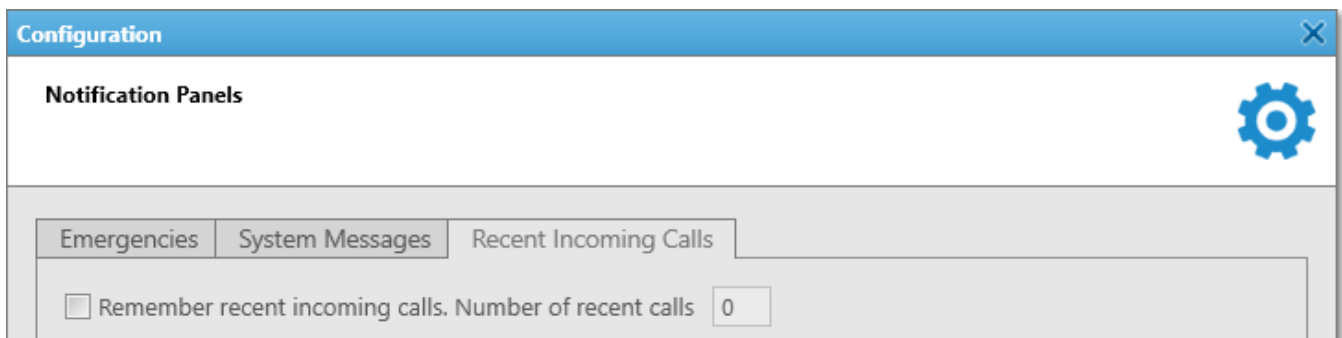 Configuration
Notification Panels
Emergencies System Messages Recent Incoming Calls
Remember recent incoming calls. Number of recent calls 0